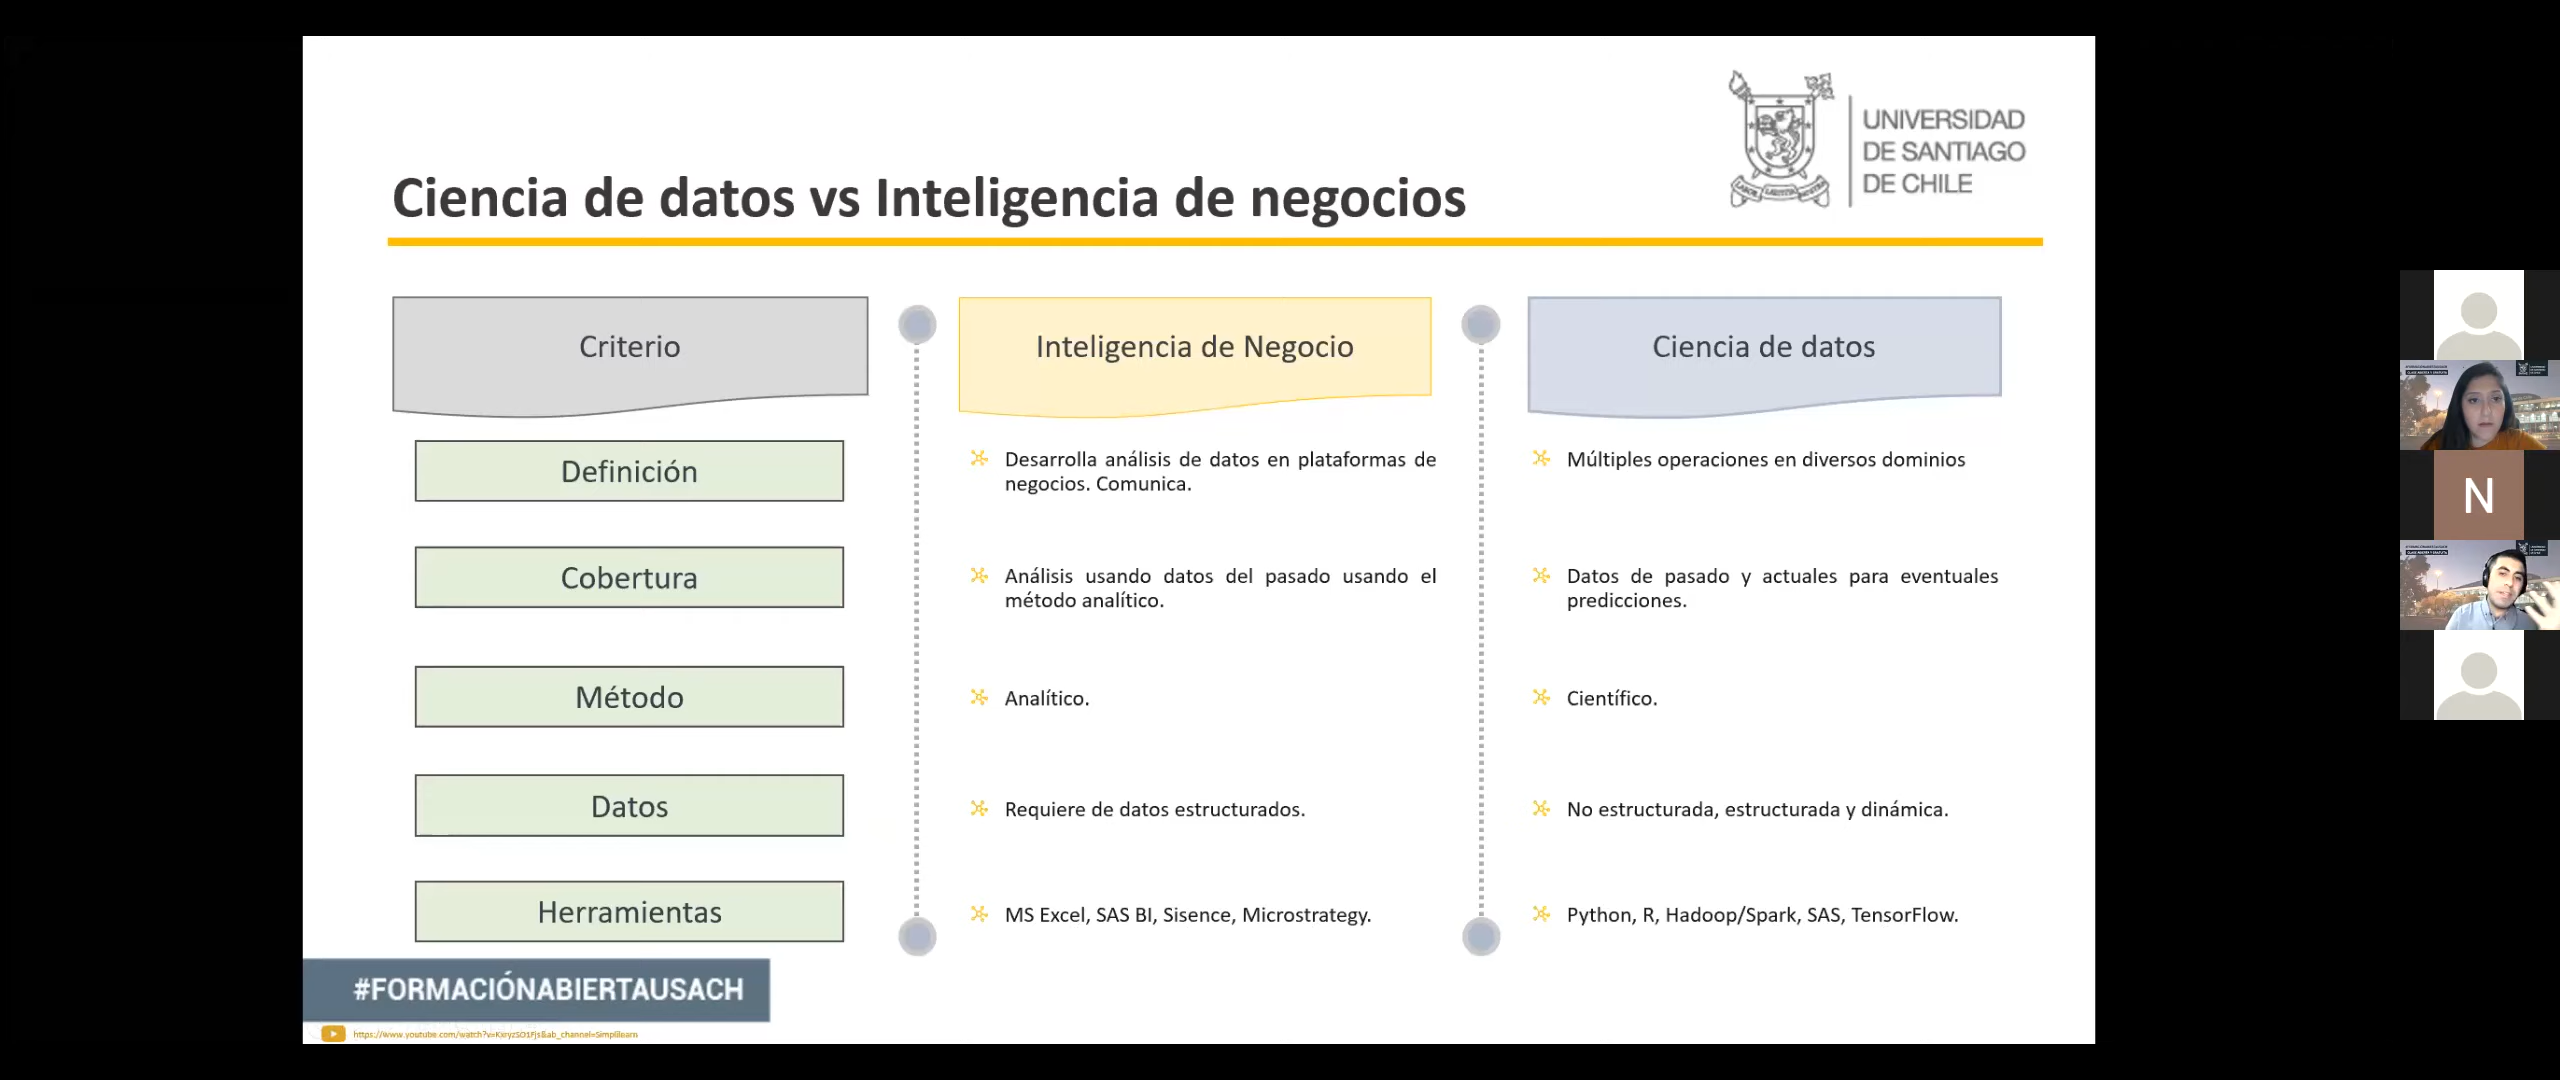 UNIVERSIDAD
DE SANTIAGO
DE CHILE
Ciencia de datos vs Inteligencia de negocios
Criterio
Inteligencia de Negocio
Ciencia de datos
Definición
Desarrolla análisis de datos en plataformas de
negocios. Comunica.
Múltiples operaciones en diversos dominios
Cobertura
Análisis usando datos del pasado usando el
método analítico.
Datos de pasado y actuales para eventuales
predicciones.
Método
Analítico.
Científico.
Datos
Requiere de datos estructurados.
No estructurada, estructurada y dinámica.
Herramientas
MS Excel, SAS BI, Sisence, Microstrategy.
Python, R, Hadoop/Spark, SAS, TensorFlow.
#FORMACIÓNABIERTAUSACH
N